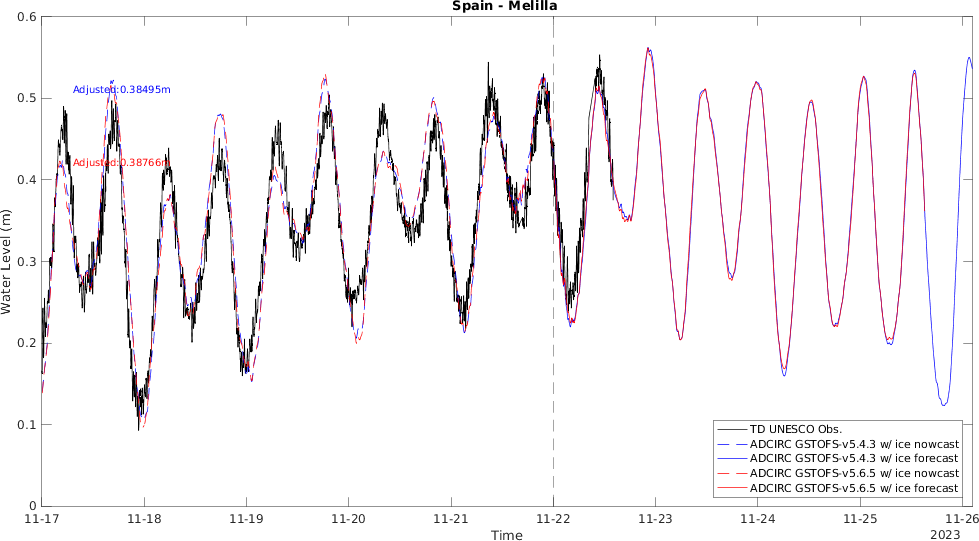 Spain - Melilla
0.6
0.5
0.4
0.3
0.2
0.1
0
Water Level (m)
Adjusted:0.38495m
Adjusted:0.38766m
TD UNESCO Obs.
ADCIRC GSTOFS-v5.4.3 w/ ice nowcast
ADCIRC GSTOFS-v5.4.3 w/ ice forecast
ADCIRC GSTOFS-v5.6.5 w/ ice nowcast
ADCIRC GSTOFS-v5.6.5 w/ ice forecast
11-17 11-18 11-19 11-20 11-21 11-22 11-23 11-24 11-25 11-26
Time
2023